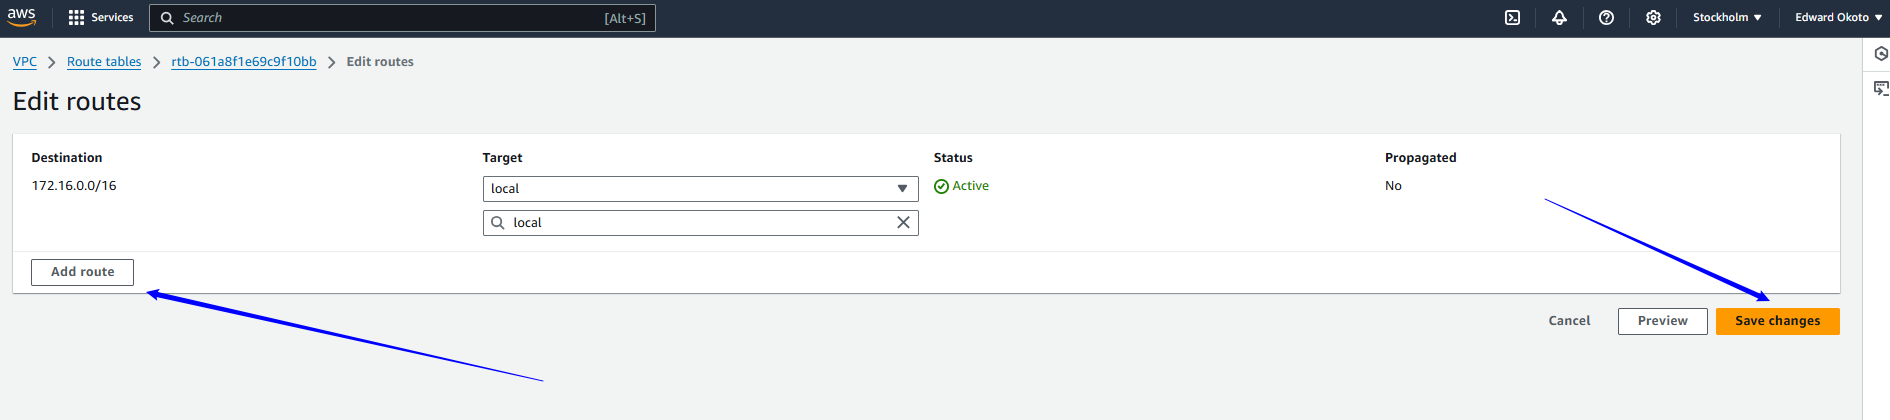 aws Services Search [Alt+S] Stockholm Edward Okoto
VPC Route tables rtb-061a8f1e69c9f10bb Edit routes
Edit routes
Destination Target Status Propagated
172.16.0.0/16 local Active No
local
Add route
Cancel Preview Save changes